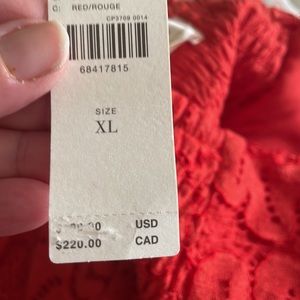 C: RED/ROUGE
CP3709 0014
68417815
SIZE
XL
USD
$220.00 CAD